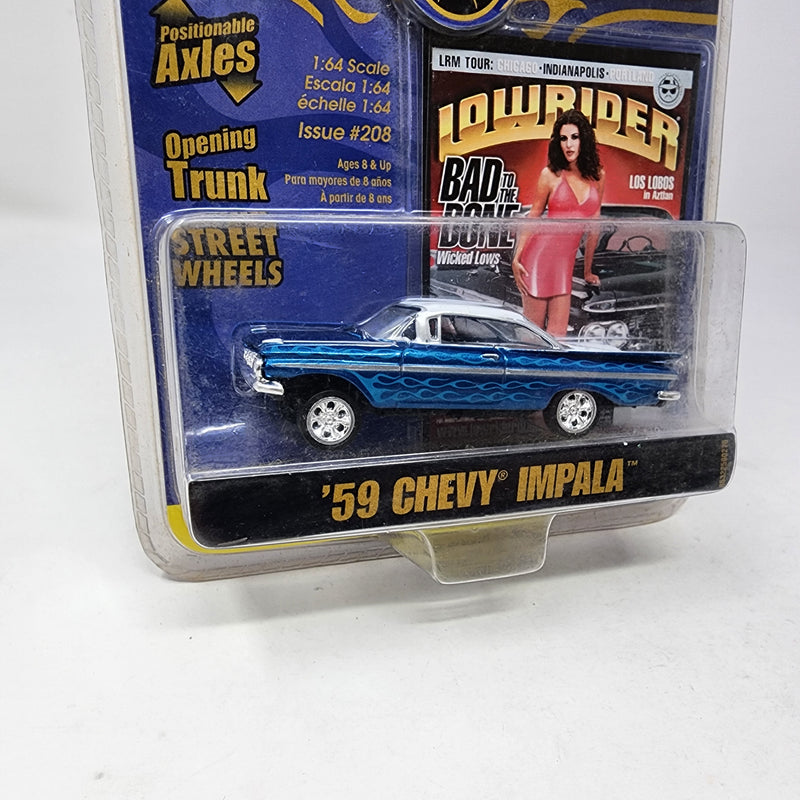 Positionable
Axles
1:64 Scale
Escala 1:64
échelle 1:64
Issue #208
Ages 8 & Up
Para mayores de 8 años
À partir de 8 ans
Opening
Trunk
STREET
WHEELS
LRM TOUR: CHICAGO · INDIANAPOLIS · PORTLAND
LOWRIDER
BAD TO THE
BONE
Wicked Lows
LOS LOBOS
in Aztlan
'59 CHEVY® IMPALA™